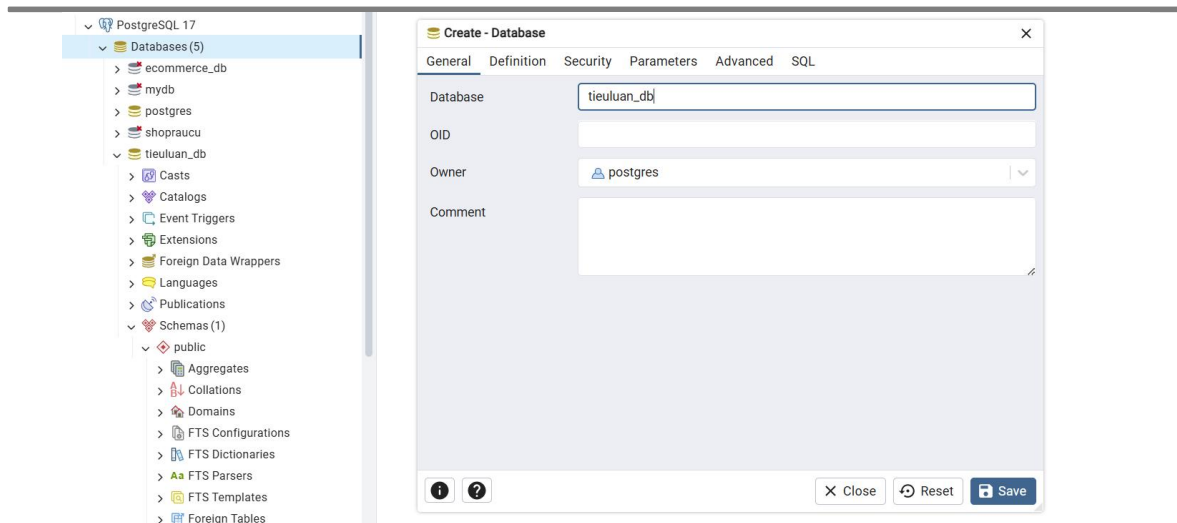 PostgreSQL 17
Databases (5)
ecommerce_db
mydb
postgres
shopraucu
tieuluan_db
Casts
Catalogs
Event Triggers
Extensions
Foreign Data Wrappers
Languages
Publications
Schemas (1)
public
Aggregates
Collations
Domains
FTS Configurations
FTS Dictionaries
Aa FTS Parsers
FTS Templates
Foreign Tables
Create - Database
General Definition Security Parameters Advanced SQL
Database tieuluan_db
OID
Owner postgres
Comment
Close Reset Save